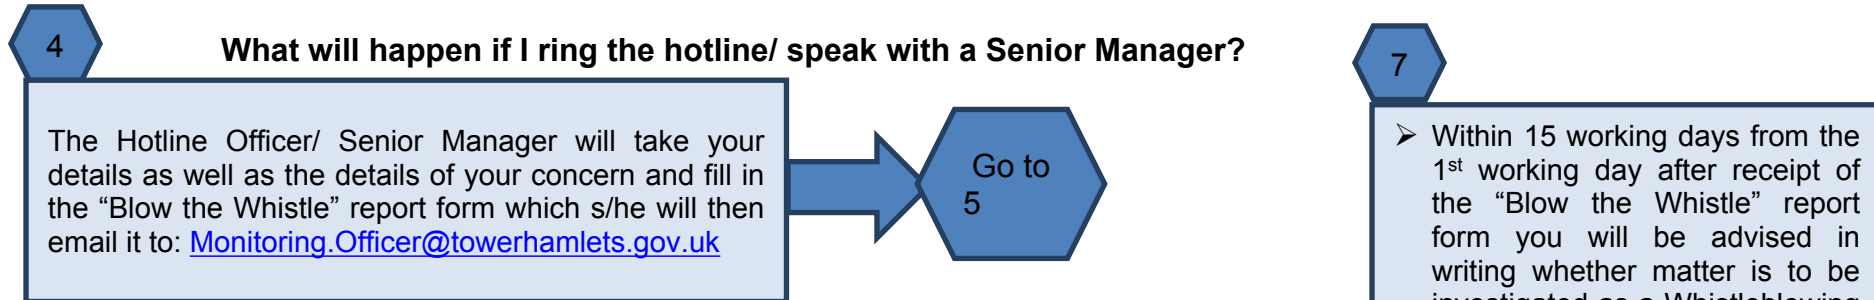 4
What will happen if I ring the hotline/ speak with a Senior Manager?
The Hotline Officer/ Senior Manager will take your
details as well as the details of your concern and fill in
the “Blow the Whistle” report form which s/he will then
email it to: Monitoring.Officer@towerhamlets.gov.uk
Go to
5
7
➢ Within 15 working days from the
1st working day after receipt of
the “Blow the Whistle” report
form you will be advised in
writing whether matter is to be
investigated as a Whistleblowing